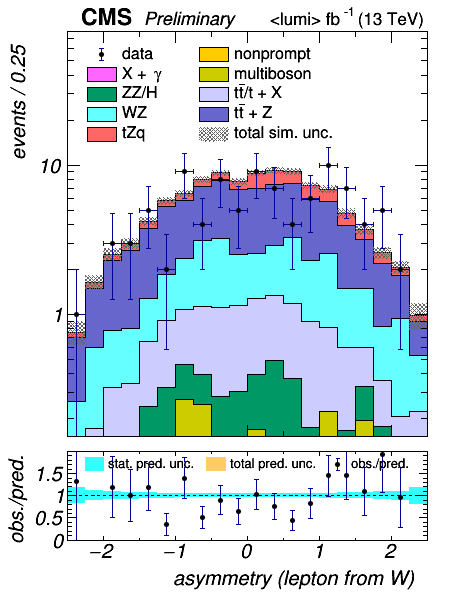 CMS Preliminary <lumi> fb⁻¹ (13 TeV)
events / 0.25
data
X + γ
ZZ/H
WZ
tZq
nonprompt
multiboson
tt̄/t + X
tt̄ + Z
total sim. unc.
10
1
obs./pred.
stat. pred. unc. total pred. unc. obs./pred.
1.5
1
0.5
0
−2 −1 0 1 2
asymmetry (lepton from W)